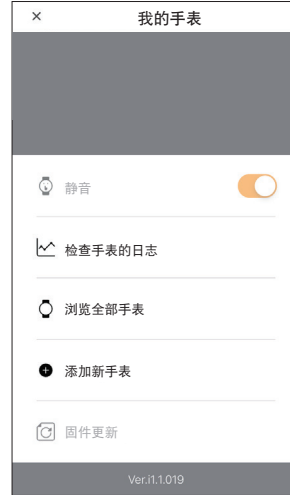 × 我的手表
静音
检查手表的日志
浏览全部手表
添加新手表
固件更新
Ver.i1.1.019